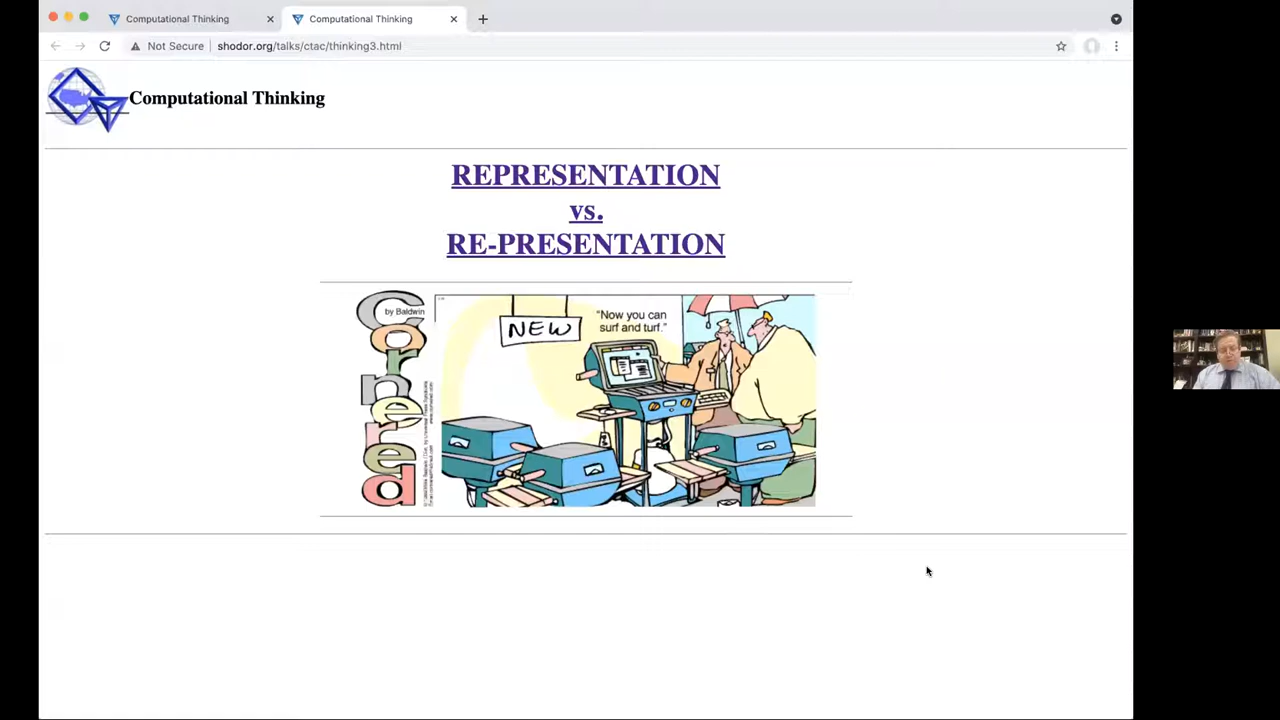 Computational Thinking
Computational Thinking
Not Secure
shodor.org/talks/ctac/thinking3.html
Computational Thinking
REPRESENTATION
vs.
RE-PRESENTATION
Cornered
by Baldwin
NEW
"Now you can
surf and turf."